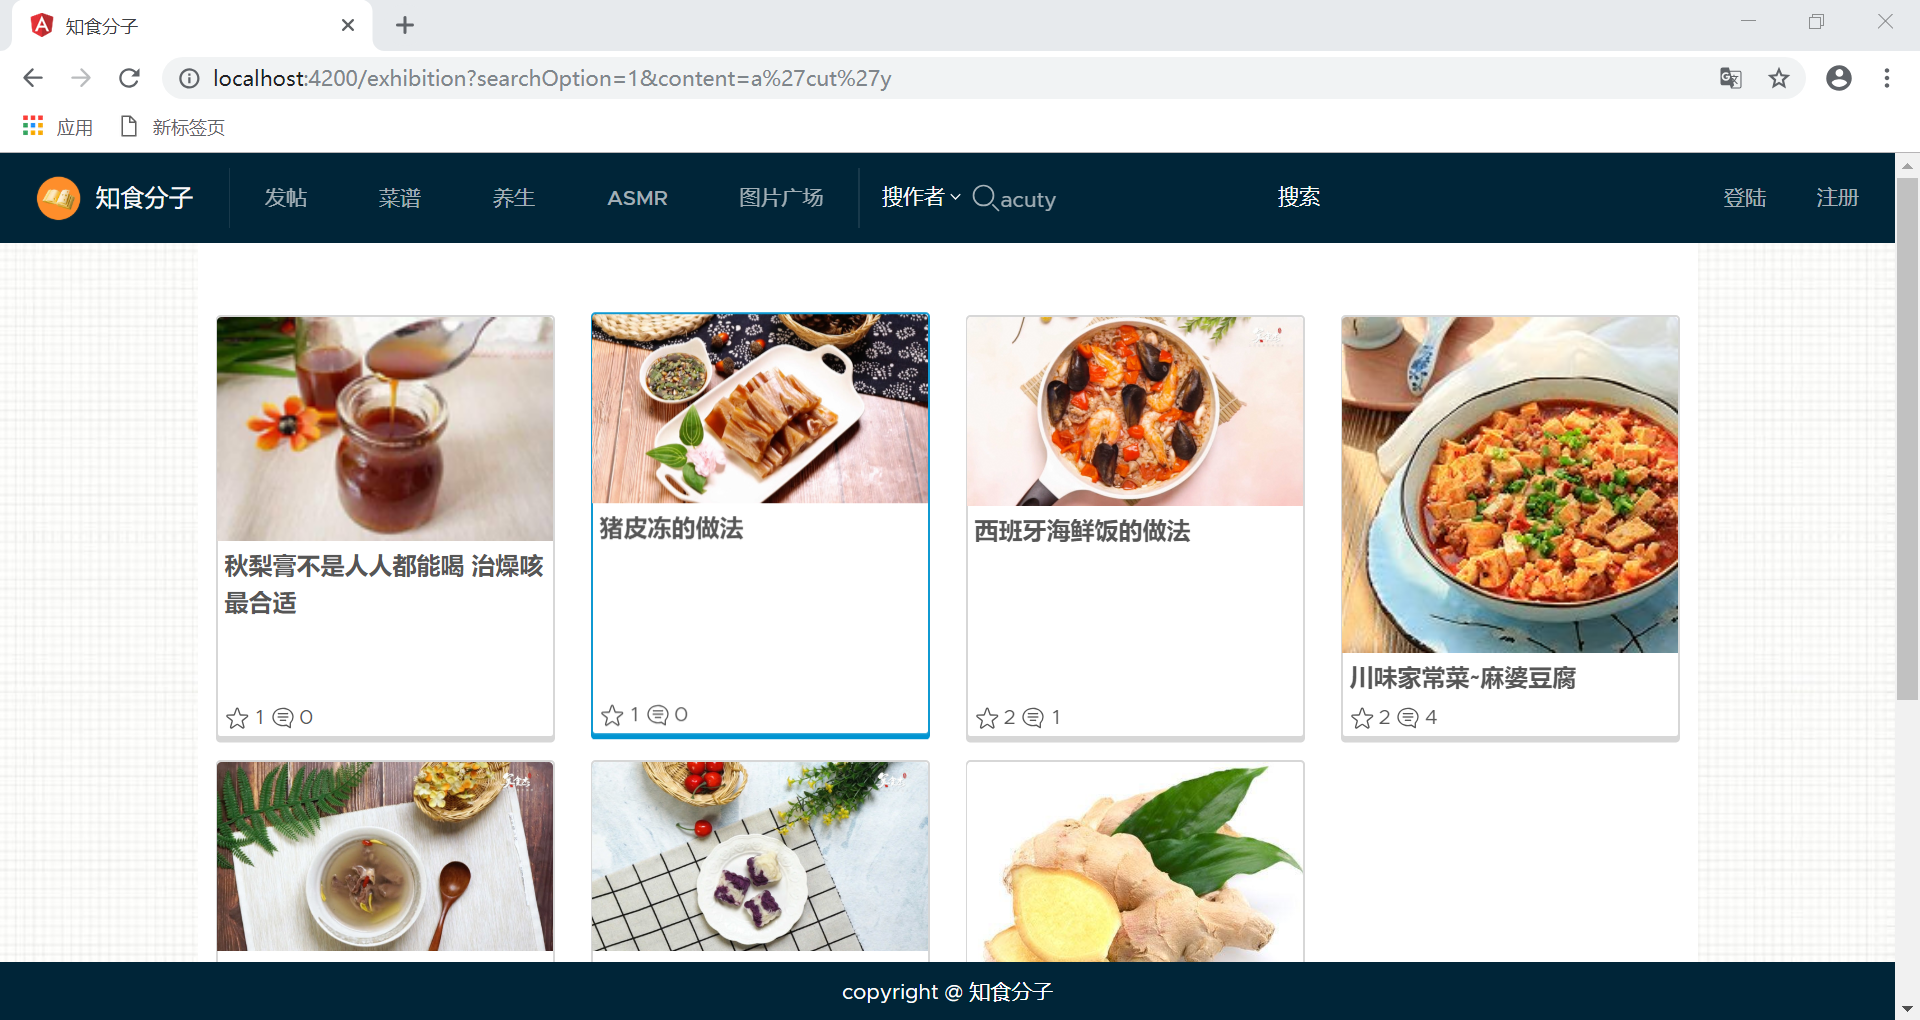 知食分子
localhost:4200/exhibition?searchOption=1&content=a%27cut%27y
应用 新标签页
知食分子 发帖 菜谱 养生 ASMR 图片广场 搜作者 acuty 搜索 登陆 注册
秋梨膏不是人人都能喝 治燥咳
最合适
1 0
猪皮冻的做法
1 0
西班牙海鲜饭的做法
2 1
川味家常菜~麻婆豆腐
2 4
copyright @ 知食分子